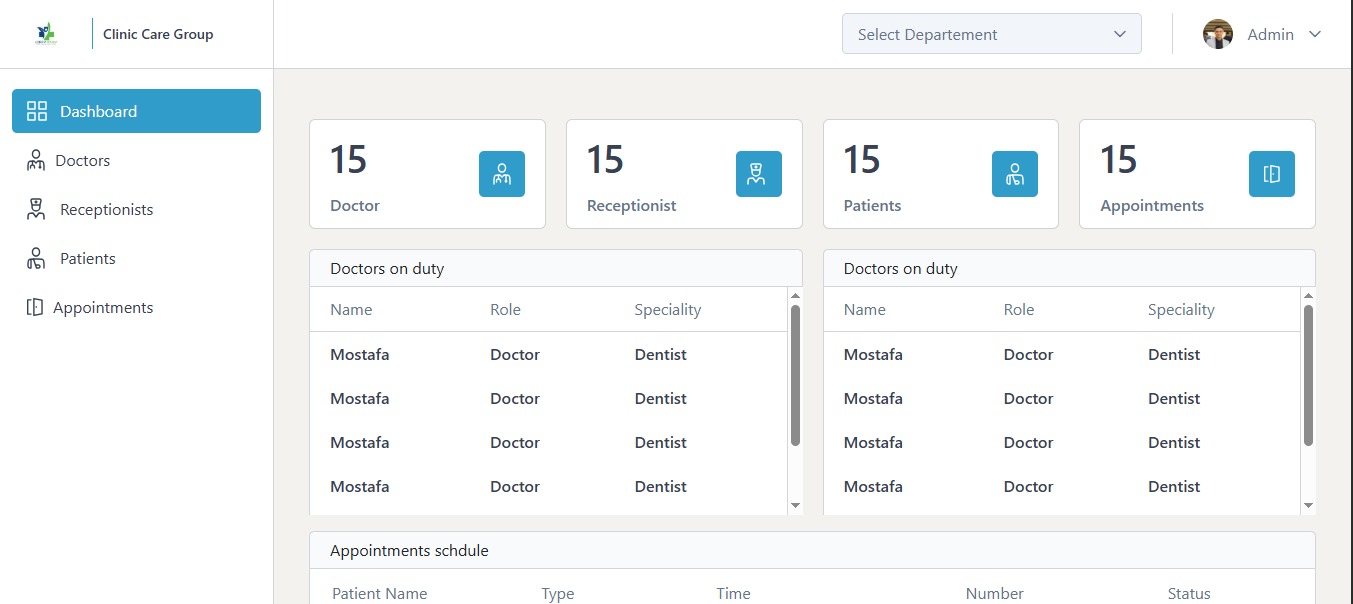 Clinic Care Group
Select Departement
Admin
Dashboard
Doctors
Receptionists
Patients
Appointments
15
Doctor
15
Receptionist
15
Patients
15
Appointments
Doctors on duty
Name Role Speciality
Mostafa Doctor Dentist
Mostafa Doctor Dentist
Mostafa Doctor Dentist
Mostafa Doctor Dentist
Doctors on duty
Name Role Speciality
Mostafa Doctor Dentist
Mostafa Doctor Dentist
Mostafa Doctor Dentist
Mostafa Doctor Dentist
Appointments schdule
Patient Name Type Time Number Status